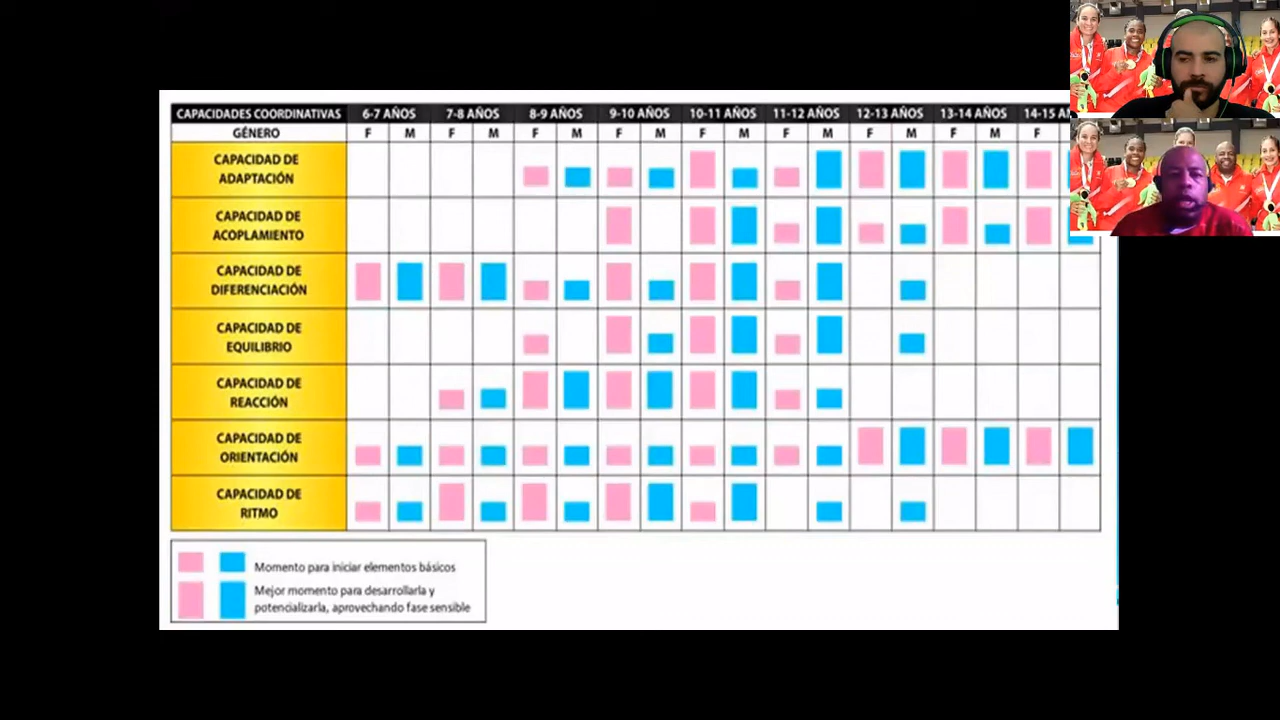 CAPACIDADES COORDINATIVAS 6-7 AÑOS 7-8 AÑOS 8-9 AÑOS 9-10 AÑOS 10-11 AÑOS 11-12 AÑOS 12-13 AÑOS 13-14 AÑOS 14-15 A
GÉNERO F M F M F M F M F M F M F M F M F
CAPACIDAD DE
ADAPTACIÓN
CAPACIDAD DE
ACOPLAMIENTO
CAPACIDAD DE
DIFERENCIACIÓN
CAPACIDAD DE
EQUILIBRIO
CAPACIDAD DE
REACCIÓN
CAPACIDAD DE
ORIENTACIÓN
CAPACIDAD DE
RITMO
Momento para iniciar elementos básicos
Mejor momento para desarrollarla y
potencializarla, aprovechando fase sensible